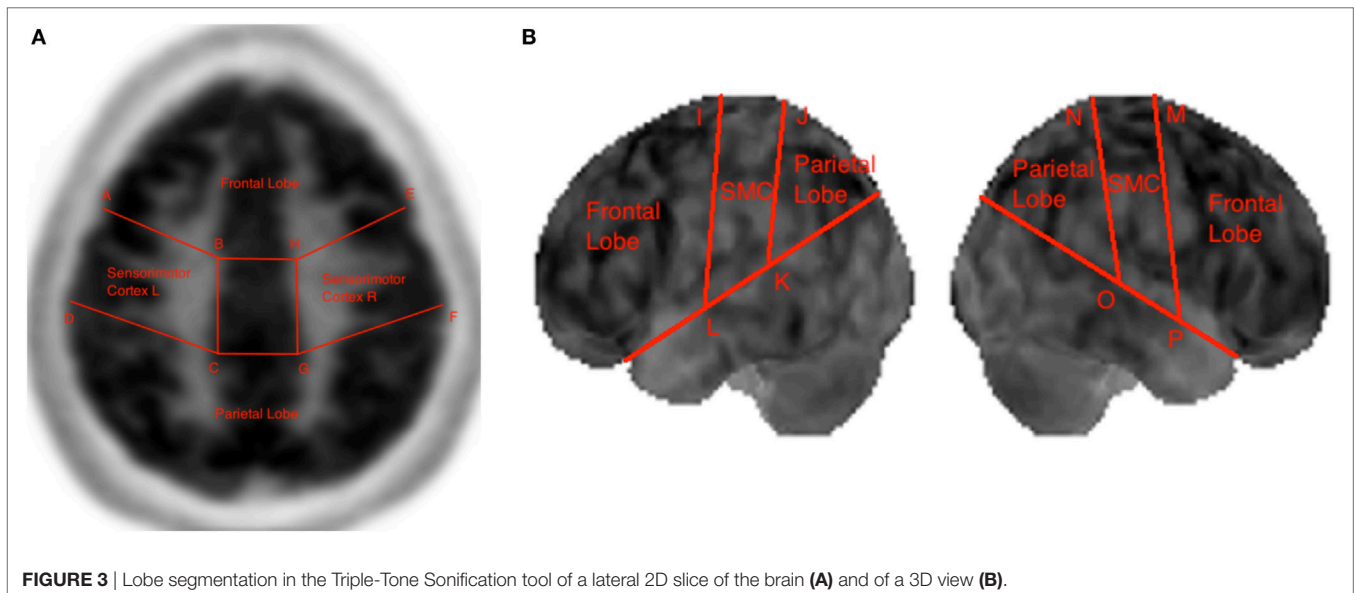 A
B
A
Frontal Lobe
E
B
H
Sensorimotor
Cortex L
Sensorimotor
Cortex R
D
F
C
G
Parietal Lobe
I
J
Frontal
Lobe
SMC
Parietal
Lobe
K
L
N
M
Parietal
Lobe
SMC
Frontal
Lobe
O
P
FIGURE 3 | Lobe segmentation in the Triple-Tone Sonification tool of a lateral 2D slice of the brain (A) and of a 3D view (B).